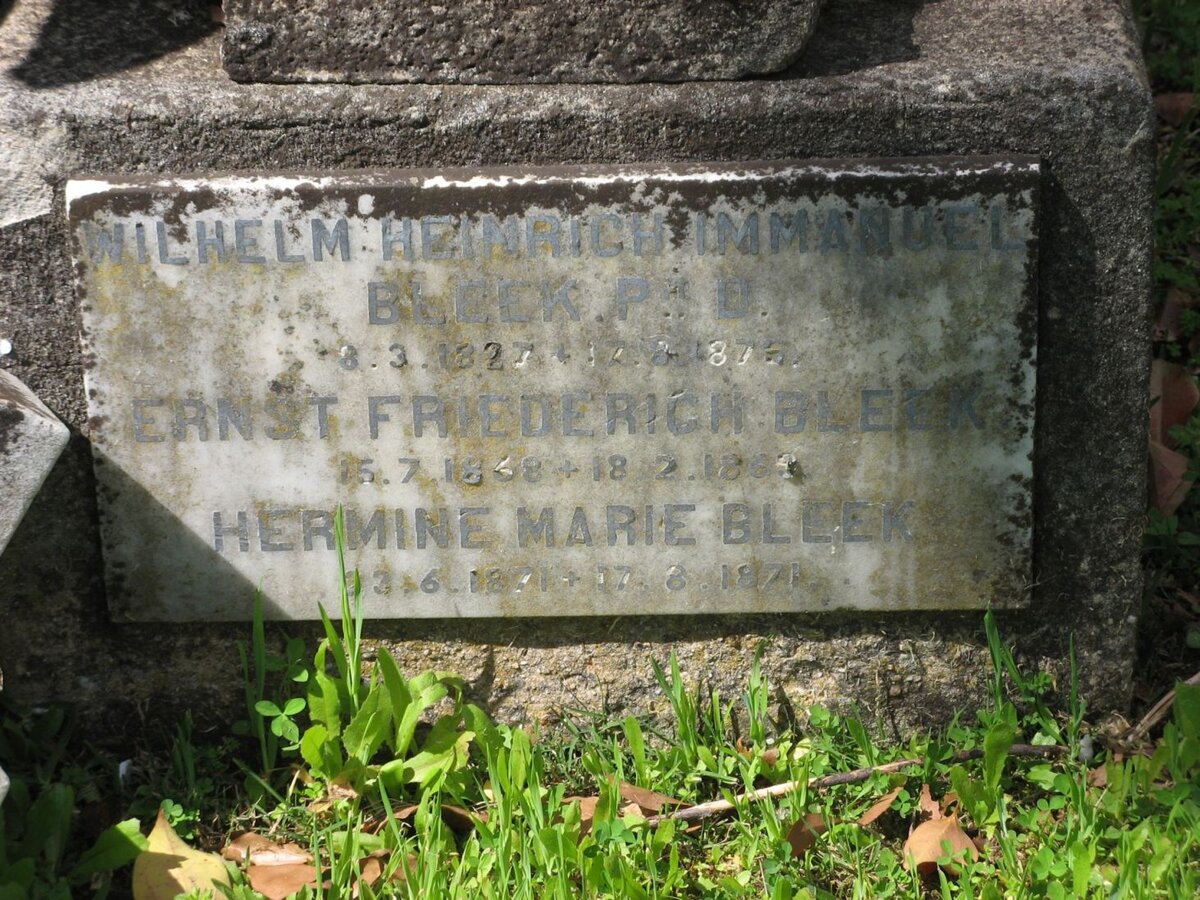 WILHELM HEINRICH IMMANUEL
BLEEK. PH D.
8.3.1827 + 17.8.1875.
ERNST FRIEDERICH BLEEK.
15.7.1868 + 18.2.1869
HERMINE MARIE BLEEK
23.6.1871 + 17.8.1871.